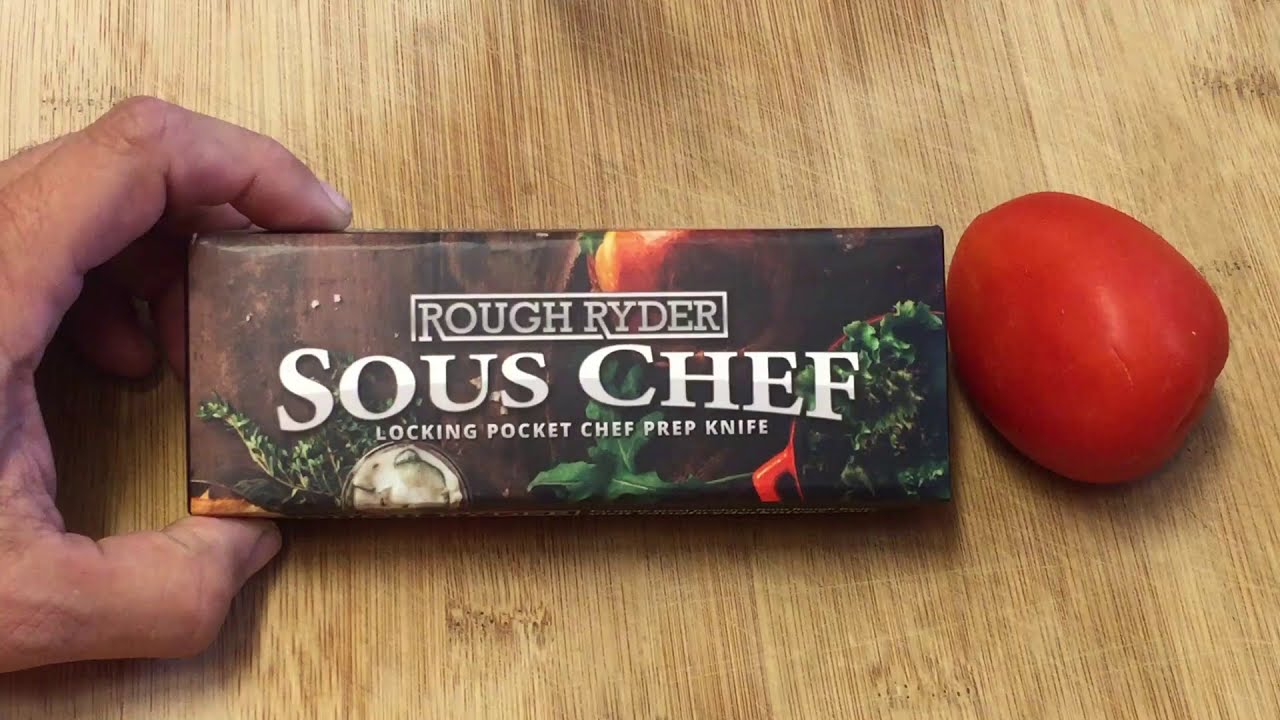 ROUGH RYDER
SOUS CHEF
LOCKING POCKET CHEF PREP KNIFE